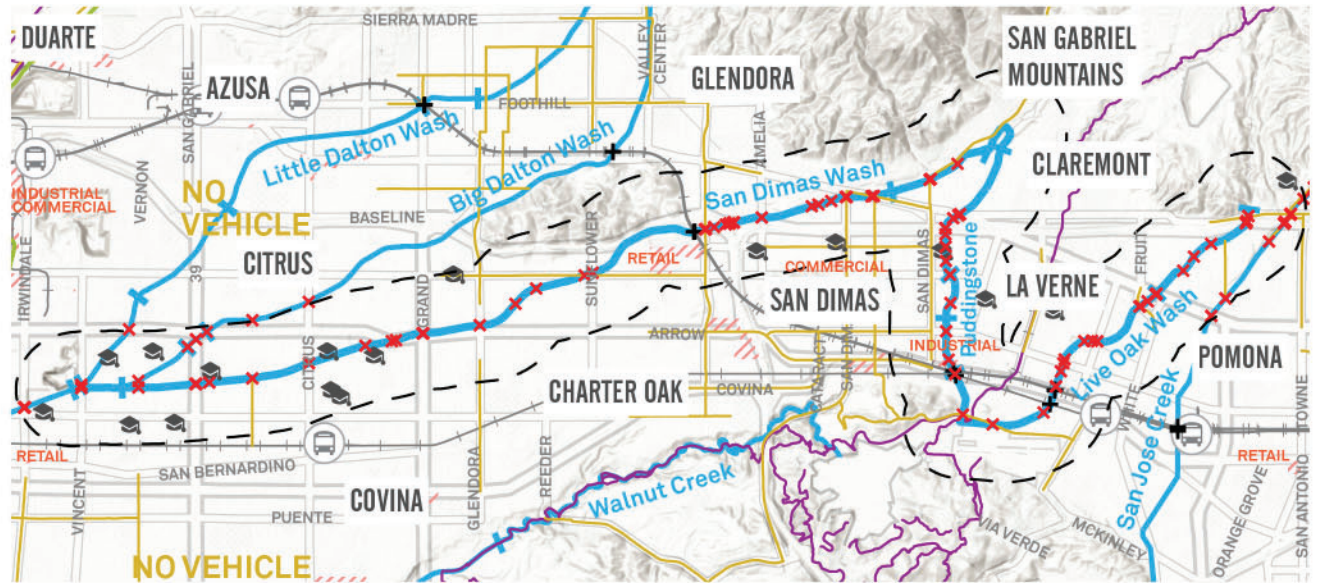 SIERRA MADRE
DUARTE
VALLEY
CENTER
SAN GABRIEL
MOUNTAINS
AZUSA
GLENDORA
SAN GABRIEL
FOOTHILL
Little Dalton Wash
Big Dalton Wash
AMELIA
San Dimas Wash
CLAREMONT
INDUSTRIAL
COMMERCIAL
VERNON
NO
VEHICLE
BASELINE
CITRUS
SUNFLOWER
RETAIL
COMMERCIAL
SAN DIMAS
Puddingstone
FRUIT
IRWINDALE
39
GRAND
SAN DIMAS
LA VERNE
CITRUS
ARROW
INDUSTRIAL
Live Oak Wash
POMONA
CHARTER OAK
COVINA
CATARACT
SAN DIM.
WHITE
San Jose Creek
TOWNE
RETAIL
SAN BERNARDINO
VINCENT
GLENDORA
REEDER
Walnut Creek
RETAIL
COVINA
PUENTE
VIA VERDE
MCKINLEY
ORANGE GROVE
SAN ANTONIO
NO VEHICLE